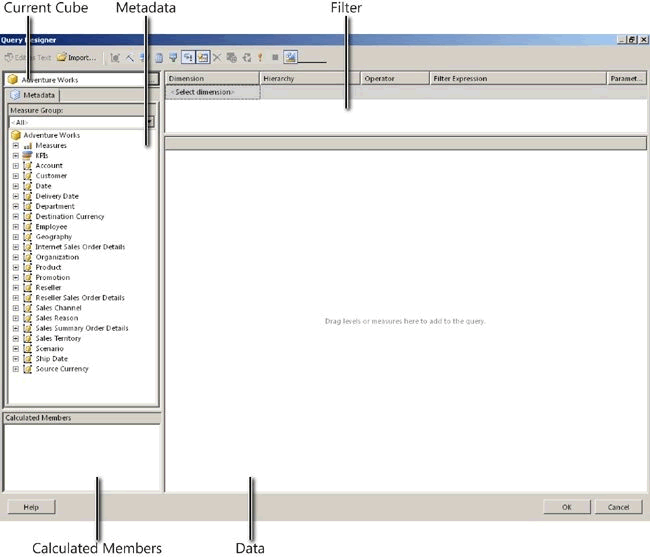 Current Cube
Metadata
Filter
Query Designer
Edit as Text
Import...
Adventure Works
...
Metadata
Measure Group:
<All>
Adventure Works
Measures
KPIs
Account
Customer
Date
Delivery Date
Department
Destination Currency
Employee
Geography
Internet Sales Order Details
Organization
Product
Promotion
Reseller
Reseller Sales Order Details
Sales Channel
Sales Reason
Sales Summary Order Details
Sales Territory
Scenario
Ship Date
Source Currency
Calculated Members
Dimension
Hierarchy
Operator
Filter Expression
Paramet...
<Select dimension>
Drag levels or measures here to add to the query.
Help
OK
Cancel
Calculated Members
Data